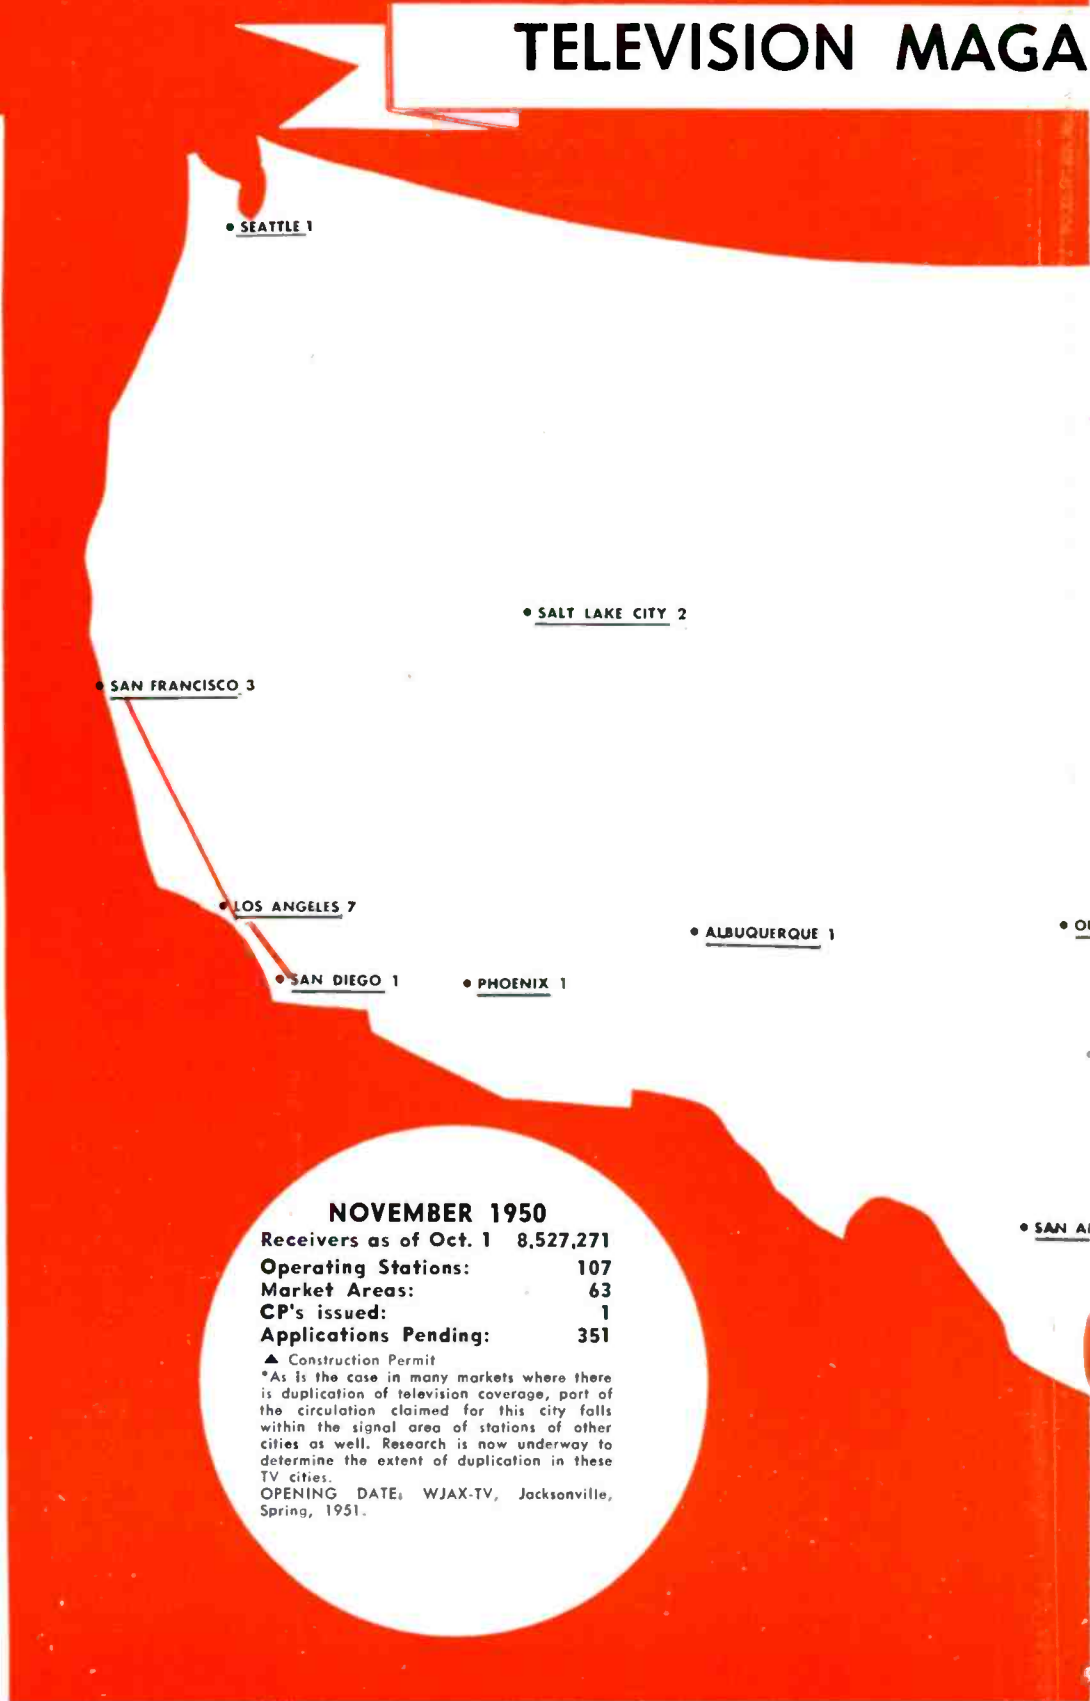 TELEVISION MAGA
SEATTLE 1
SALT LAKE CITY 2
SAN FRANCISCO 3
LOS ANGELES 7
ALBUQUERQUE 1
SAN DIEGO 1
PHOENIX 1
SAN A
NOVEMBER 1950
Receivers as of Oct. 1 8,527,271
Operating Stations: 107
Market Areas: 63
CP's issued: 1
Applications Pending: 351
▲ Construction Permit
*As is the case in many markets where there
is duplication of television coverage, part of
the circulation claimed for this city falls
within the signal area of stations of other
cities as well. Research is now underway to
determine the extent of duplication in these
TV cities.
OPENING DATE: WJAX-TV, Jacksonville,
Spring, 1951.